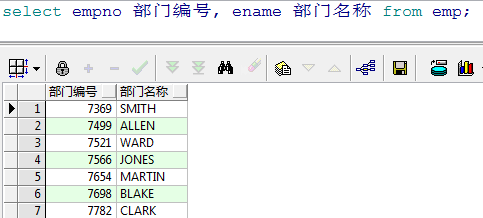 select empno 部门编号, ename 部门名称 from emp;
部门编号 部门名称
1 7369 SMITH
2 7499 ALLEN
3 7521 WARD
4 7566 JONES
5 7654 MARTIN
6 7698 BLAKE
7 7782 CLARK